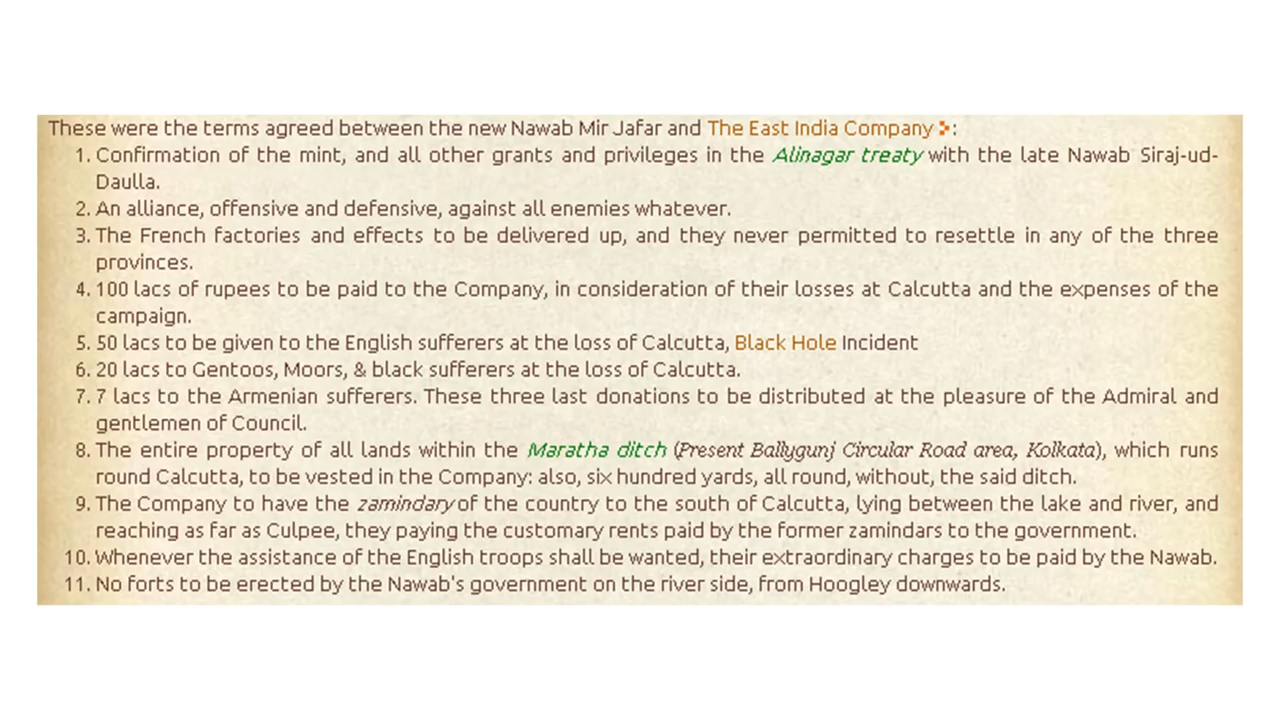 These were the terms agreed between the new Nawab Mir Jafar and The East India Company :
1. Confirmation of the mint, and all other grants and privileges in the Alinagar treaty with the late Nawab Siraj-ud-
Daulla.
2. An alliance, offensive and defensive, against all enemies whatever.
3. The French factories and effects to be delivered up, and they never permitted to resettle in any of the three
provinces.
4. 100 lacs of rupees to be paid to the Company, in consideration of their losses at Calcutta and the expenses of the
campaign.
5. 50 lacs to be given to the English sufferers at the loss of Calcutta, Black Hole Incident
6. 20 lacs to Gentoos, Moors, & black sufferers at the loss of Calcutta.
7. 7 lacs to the Armenian sufferers. These three last donations to be distributed at the pleasure of the Admiral and
gentlemen of Council.
8. The entire property of all lands within the Maratha ditch (Present Ballygunj Circular Road area, Kolkata), which runs
round Calcutta, to be vested in the Company: also, six hundred yards, all round, without, the said ditch.
9. The Company to have the zamindary of the country to the south of Calcutta, lying between the lake and river, and
reaching as far as Culpee, they paying the customary rents paid by the former zamindars to the government.
10. Whenever the assistance of the English troops shall be wanted, their extraordinary charges to be paid by the Nawab.
11. No forts to be erected by the Nawab's government on the river side, from Hoogley downwards.